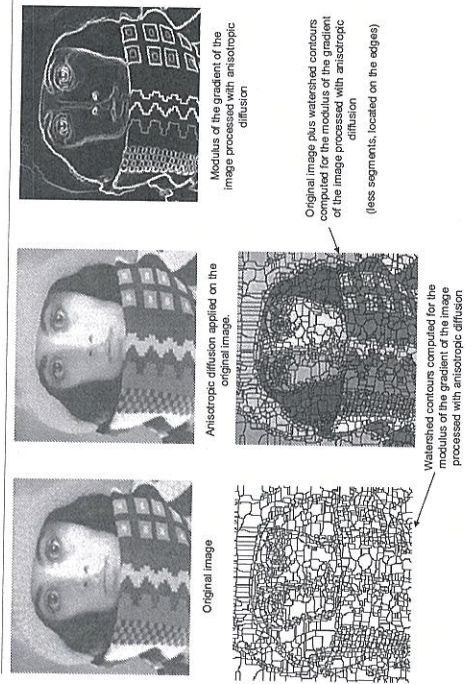 Original image
Anisotropic diffusion applied on the
original image.
Modulus of the gradient of the
image processed with anisotropic
diffusion
Watershed contours computed for the
modulus of the gradient of the image
processed with anisotropic diffusion
Original image plus watershed contours
computed for the modulus of the gradient
of the image processed with anisotropic
diffusion
(less segments, located on the edges)